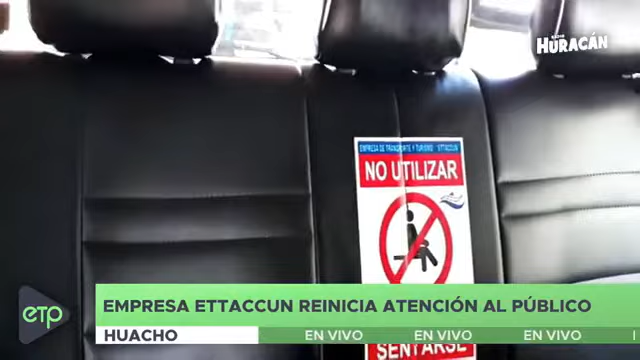 RADIO
HURACÁN
EMPRESA DE TRANSPORTE Y TURISMO ETTACCUN
NO UTILIZAR
etp
EMPRESA ETTACCUN REINICIA ATENCIÓN AL PÚBLICO
HUACHO
EN VIVO EN VIVO EN VIVO
SENTARSE